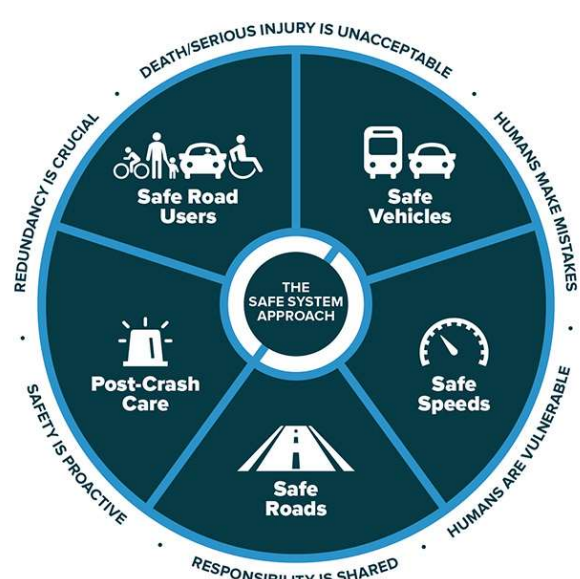 DEATH/SERIOUS INJURY IS UNACCEPTABLE
HUMANS MAKE MISTAKES
HUMANS ARE VULNERABLE
RESPONSIBILITY IS SHARED
SAFETY IS PROACTIVE
REDUNDANCY IS CRUCIAL
Safe Road
Users
Safe
Vehicles
THE
SAFE SYSTEM
APPROACH
Post-Crash
Care
Safe
Speeds
Safe
Roads